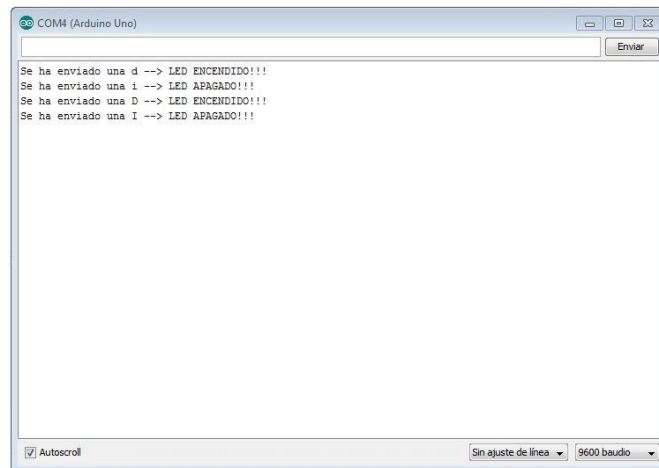 COM4 (Arduino Uno)
Enviar
Se ha enviado una d --> LED ENCENDIDO!!!
Se ha enviado una i --> LED APAGADO!!!
Se ha enviado una D --> LED ENCENDIDO!!!
Se ha enviado una I --> LED APAGADO!!!
Autoscroll
Sin ajuste de línea
9600 baudio